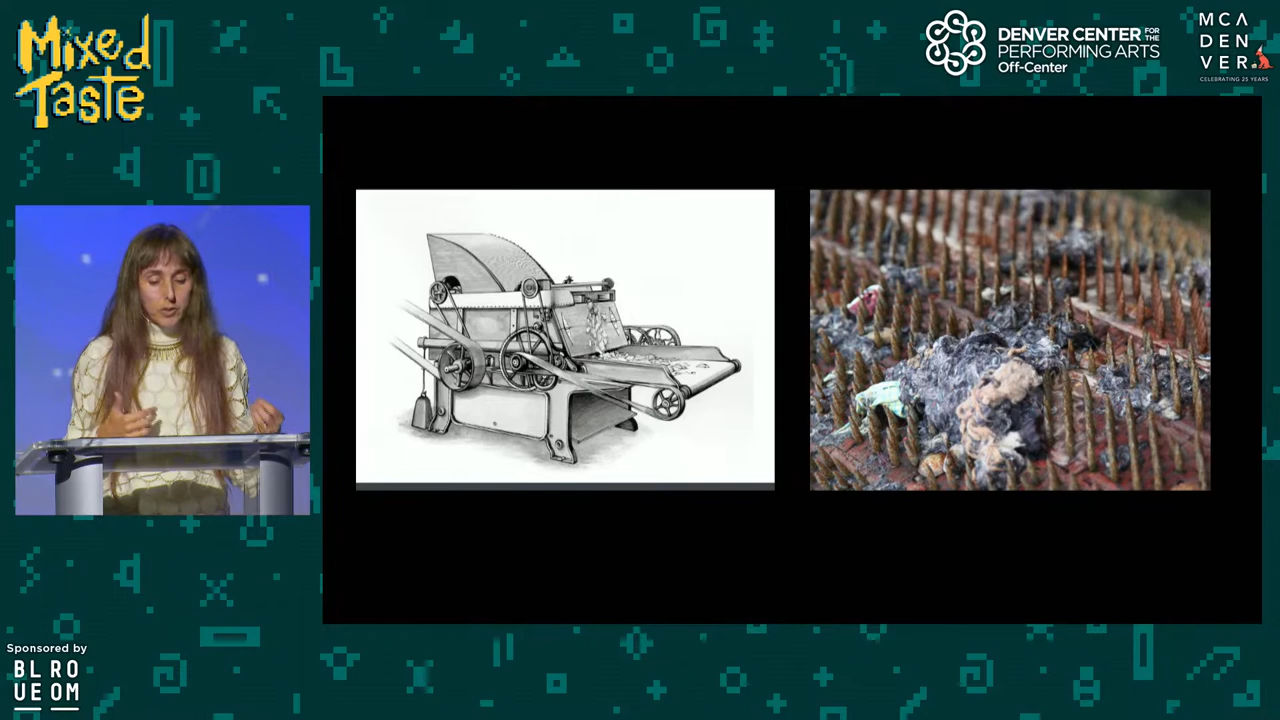 Mixed
Taste
DENVER CENTER FOR THE
PERFORMING ARTS
Off-Center
MCA
DEN
VER
CELEBRATING 25 YEARS
Sponsored by
BL RO
UE OM